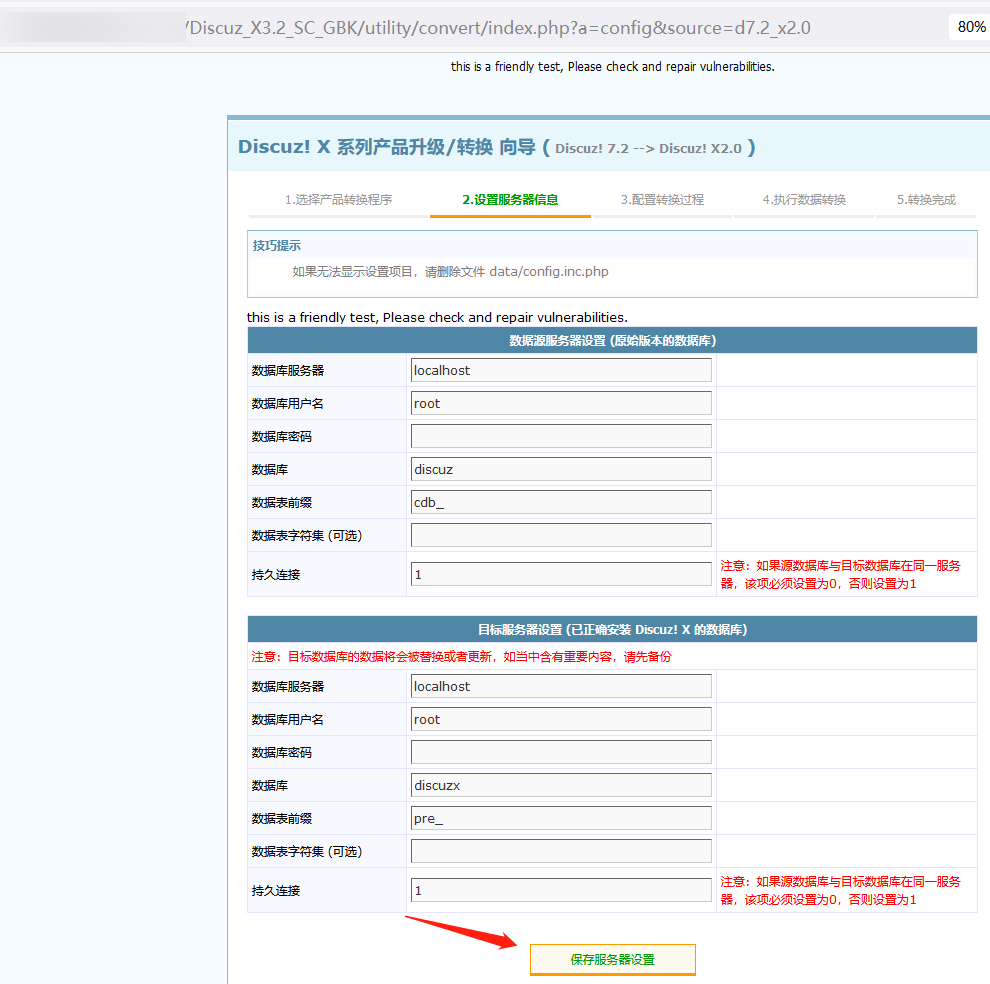 /Discuz_X3.2_SC_GBK/utility/convert/index.php?a=config&source=d7.2_x2.0
80%
this is a friendly test, Please check and repair vulnerabilities.
Discuz! X 系列产品升级/转换 向导 ( Discuz! 7.2 --> Discuz! X2.0 )
1.选择产品转换程序 2.设置服务器信息 3.配置转换过程 4.执行数据转换 5.转换完成
技巧提示
如果无法显示设置项目，请删除文件 data/config.inc.php
this is a friendly test, Please check and repair vulnerabilities.
数据源服务器设置 (原始版本的数据库)
数据库服务器 localhost
数据库用户名 root
数据库密码
数据库 discuz
数据表前缀 cdb_
数据表字符集 (可选)
持久连接 1 注意：如果源数据库与目标数据库在同一服务
器，该项必须设置为0，否则设置为1
目标服务器设置 (已正确安装 Discuz! X 的数据库)
注意：目标数据库的数据将会被替换或者更新，如当中含有重要内容，请先备份
数据库服务器 localhost
数据库用户名 root
数据库密码
数据库 discuzx
数据表前缀 pre_
数据表字符集 (可选)
持久连接 1 注意：如果源数据库与目标数据库在同一服务
器，该项必须设置为0，否则设置为1
保存服务器设置